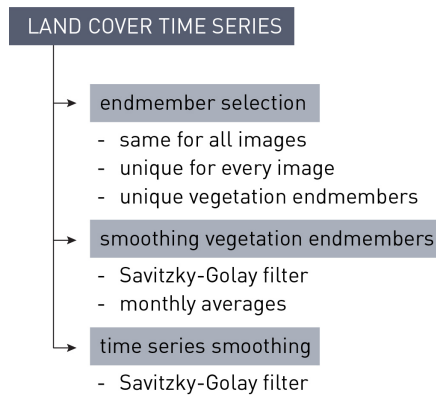 LAND COVER TIME SERIES
endmember selection
- same for all images
- unique for every image
- unique vegetation endmembers
smoothing vegetation endmembers
- Savitzky-Golay filter
- monthly averages
time series smoothing
- Savitzky-Golay filter